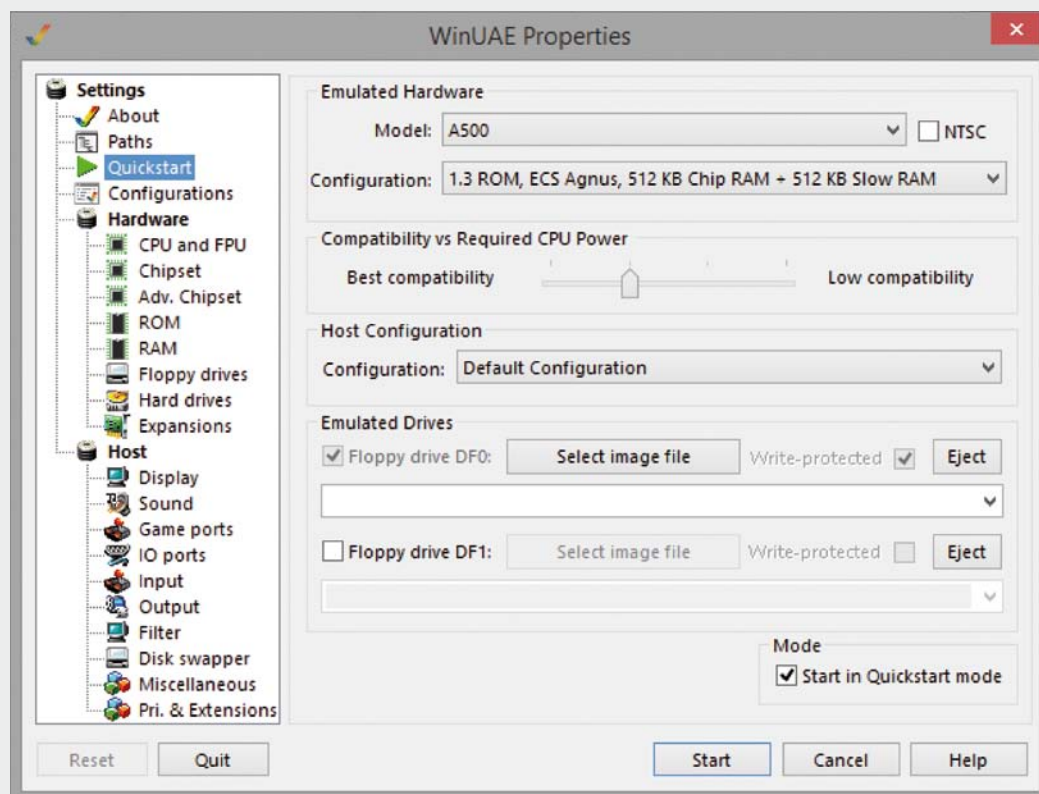 WinUAE Properties
Settings
About
Paths
Quickstart
Configurations
Hardware
CPU and FPU
Chipset
Adv. Chipset
ROM
RAM
Floppy drives
Hard drives
Expansions
Host
Display
Sound
Game ports
IO ports
Input
Output
Filter
Disk swapper
Miscellaneous
Pri. & Extensions
Emulated Hardware
Model: A500 NTSC
Configuration: 1.3 ROM, ECS Agnus, 512 KB Chip RAM + 512 KB Slow RAM
Compatibility vs Required CPU Power
Best compatibility Low compatibility
Host Configuration
Configuration: Default Configuration
Emulated Drives
Floppy drive DF0: Select image file Write-protected Eject
Floppy drive DF1: Select image file Write-protected Eject
Mode
Start in Quickstart mode
Reset Quit Start Cancel Help